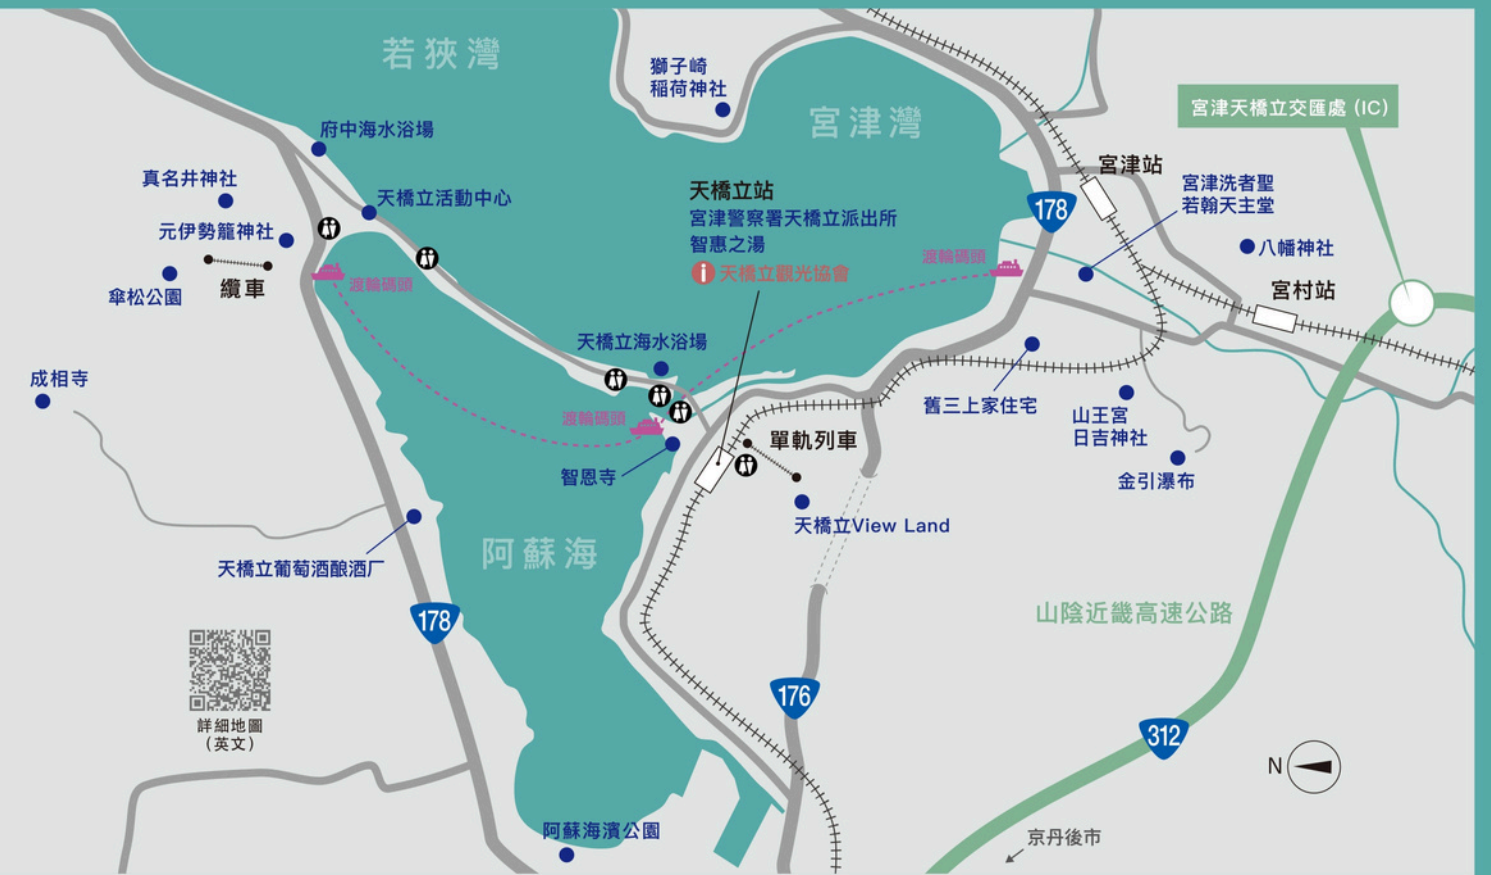 若狹灣
獅子崎
稲荷神社
宮津灣
宮津天橋立交匯處 (IC)
府中海水浴場
真名井神社
天橋立活動中心
元伊勢籠神社
傘松公園
纜車
渡輪碼頭
天橋立站
宮津警察署天橋立派出所
智惠之湯
i 天橋立觀光協會
渡輪碼頭
178
宮津站
宮津洗者聖
若翰天主堂
八幡神社
宮村站
天橋立海水浴場
成相寺
渡輪碼頭
智恩寺
單軌列車
天橋立View Land
舊三上家住宅
山王宮
日吉神社
金引瀑布
天橋立葡萄酒酿酒厂
阿蘇海
178
山陰近畿高速公路
詳細地圖
(英文)
176
312
N
阿蘇海濱公園
京丹後市